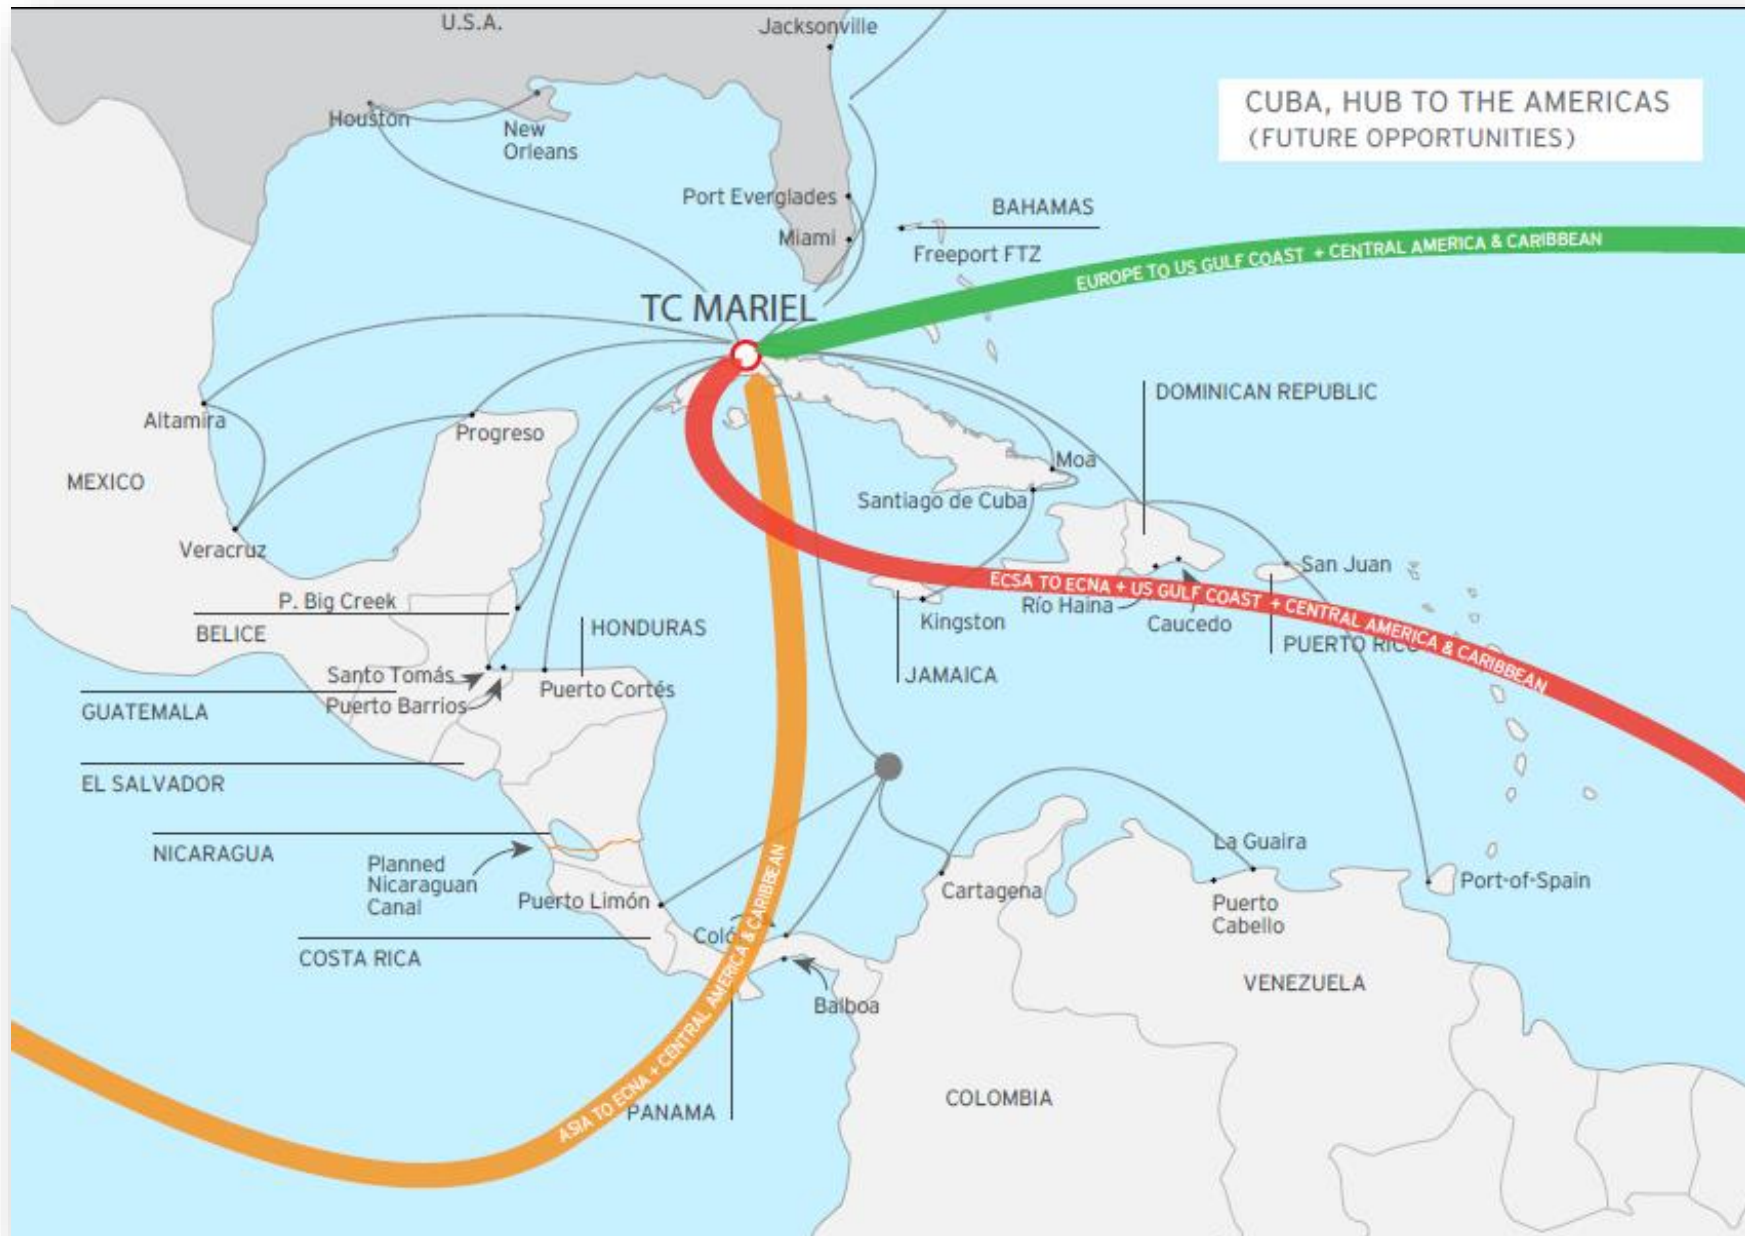 U.S.A.
Jacksonville
CUBA, HUB TO THE AMERICAS
(FUTURE OPPORTUNITIES)
Houston
New
Orleans
Port Everglades
BAHAMAS
Miami
Freeport FTZ
EUROPE TO US GULF COAST + CENTRAL AMERICA & CARIBBEAN
TC MARIEL
DOMINICAN REPUBLIC
Altamira
Progreso
Moa
MEXICO
Santiago de Cuba
Veracruz
San Juan
ECSA TO ECNA + US GULF COAST + CENTRAL AMERICA & CARIBBEAN
P. Big Creek
Río Haina
BELICE
HONDURAS
Kingston
Caucedo
PUERTO RICO
Santo Tomás
JAMAICA
Puerto Cortés
Puerto Barrios
GUATEMALA
EL SALVADOR
La Guaira
NICARAGUA
Planned
Nicaraguan
Canal
Cartagena
Port-of-Spain
Puerto Limón
Puerto
Cabello
Colón
COSTA RICA
VENEZUELA
Balboa
ASIA TO ECNA + CENTRAL AMERICA & CARIBBEAN
COLOMBIA
PANAMA